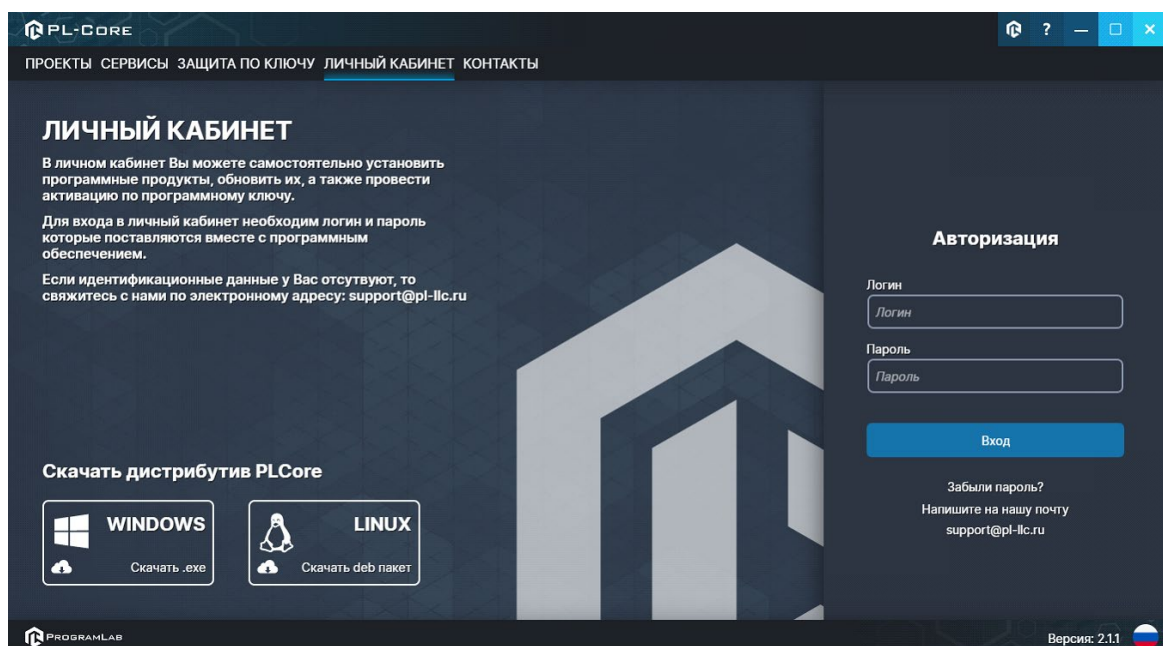 PL-CORE
?
ПРОЕКТЫ СЕРВИСЫ ЗАЩИТА ПО КЛЮЧУ ЛИЧНЫЙ КАБИНЕТ КОНТАКТЫ
ЛИЧНЫЙ КАБИНЕТ
В личном кабинет Вы можете самостоятельно установить
программные продукты, обновить их, а также провести
активацию по программному ключу.
Для входа в личный кабинет необходим логин и пароль
которые поставляются вместе с программным
обеспечением.
Если идентификационные данные у Вас отсутвуют, то
свяжитесь с нами по электронному адресу: support@pl-llc.ru
Скачать дистрибутив PLCore
WINDOWS
Скачать .exe
LINUX
Скачать deb пакет
Авторизация
Логин
Логин
Пароль
Пароль
Вход
Забыли пароль?
Напишите на нашу почту
support@pl-llc.ru
PROGRAMLAB
Версия: 2.1.1